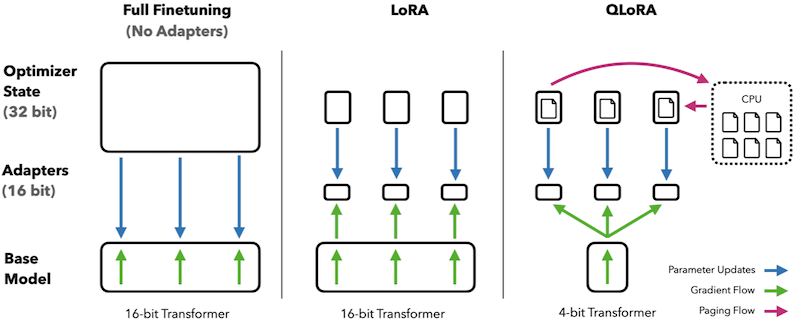 Full Finetuning
(No Adapters)
LoRA
QLoRA
Optimizer
State
(32 bit)
CPU
Adapters
(16 bit)
Base
Model
Parameter Updates
Gradient Flow
Paging Flow
16-bit Transformer
16-bit Transformer
4-bit Transformer